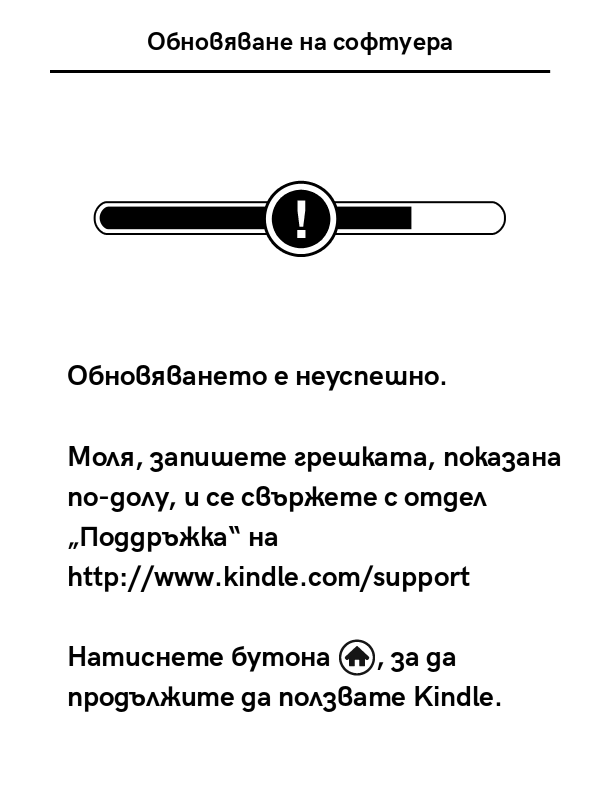 Обновяване на софтуера
!
Обновяването е неуспешно.
Моля, запишете грешката, показана
по-долу, и се свържете с отдел
„Поддръжка‟ на
http://www.kindle.com/support
Натиснете бутона , за да
продължите да ползвате Kindle.